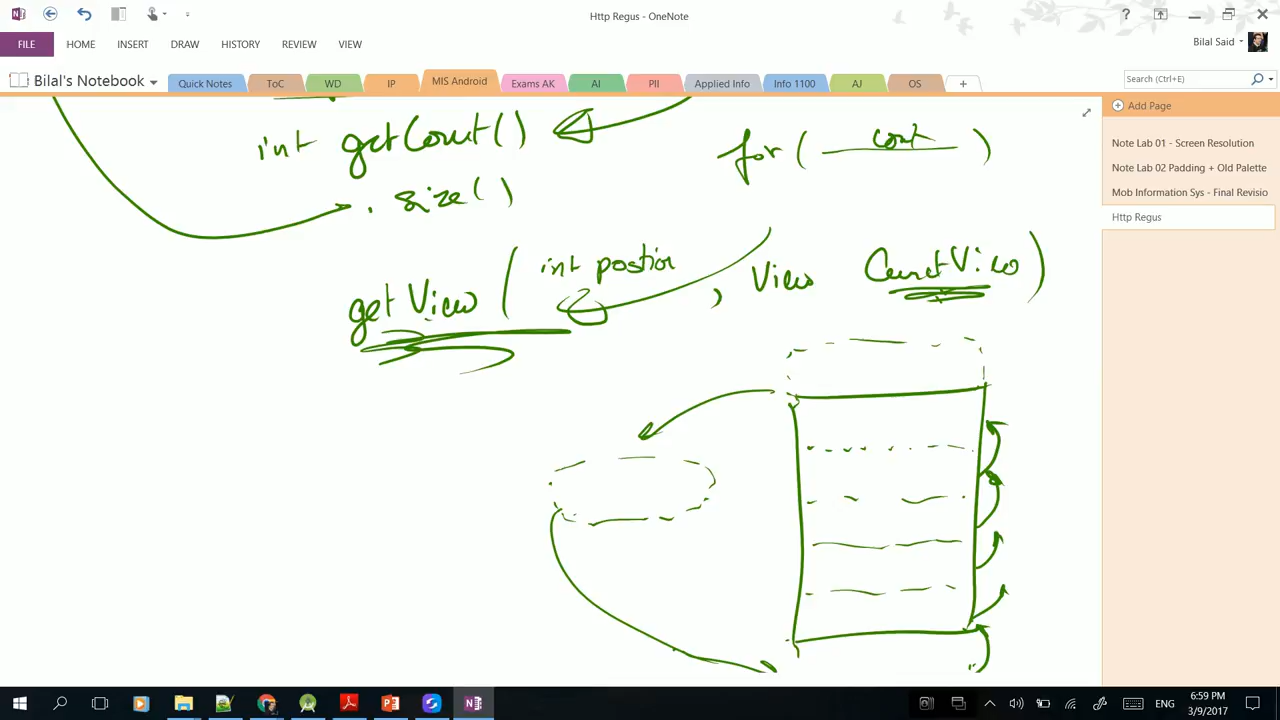 Http Regus - OneNote
?
FILE HOME INSERT DRAW HISTORY REVIEW VIEW
Bilal Said
Bilal's Notebook
Quick Notes ToC WD IP MIS Android Exams AK AI PII Applied Info Info 1100 AJ OS +
Search (Ctrl+E)
Add Page
Note Lab 01 - Screen Resolution
Note Lab 02 Padding + Old Palette
Mob Information Sys - Final Revisio
Http Regus
int getCount()
for( cont )
. size()
getView( int position , View CurrentView)
ENG
6:59 PM
3/9/2017